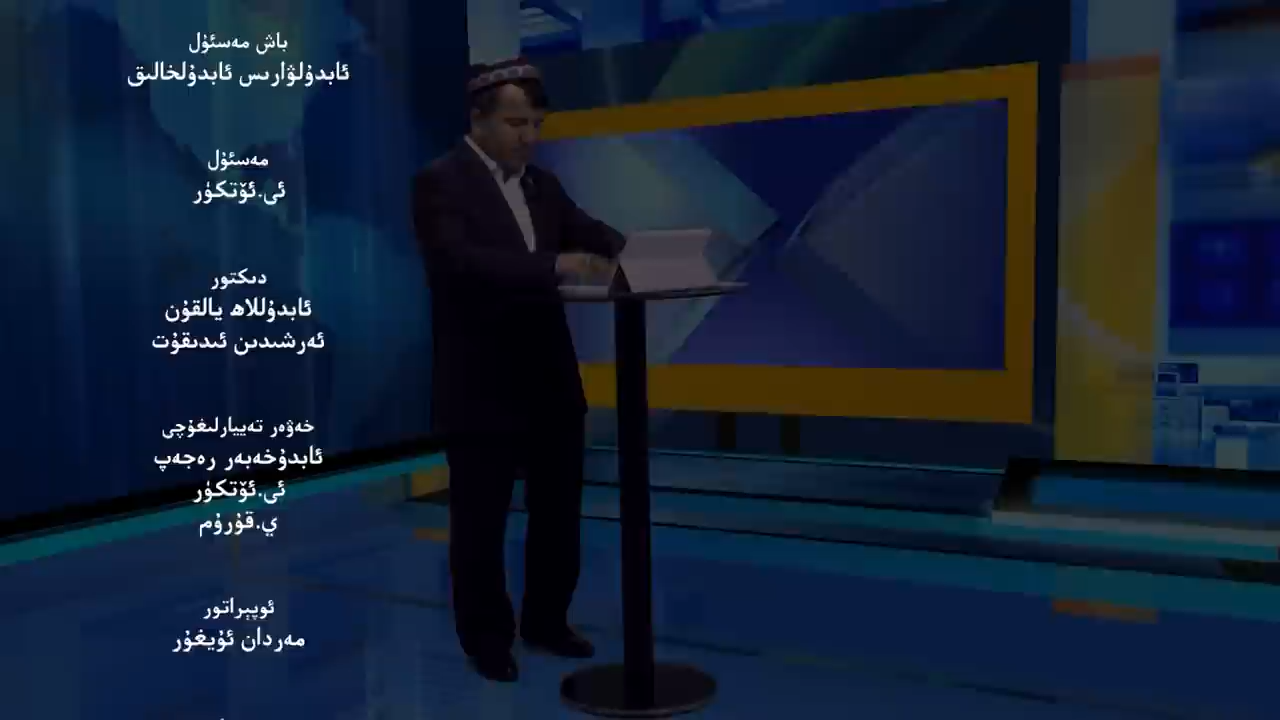 باش مەسئۇل
ئابدۇلۋارىس ئابدۇلخالىق
مەسئۇل
ئى.ئۆتكۈر
دىكتور
ئابدۇللاھ يالقۇن
ئەرشىدىن ئىدىقۇت
خەۋەر تەييارلىغۇچى
ئابدۇخەبەر رەجەپ
ئى.ئۆتكۈر
ي.قۇرۇم
ئوپېراتور
مەردان ئۇيغۇر